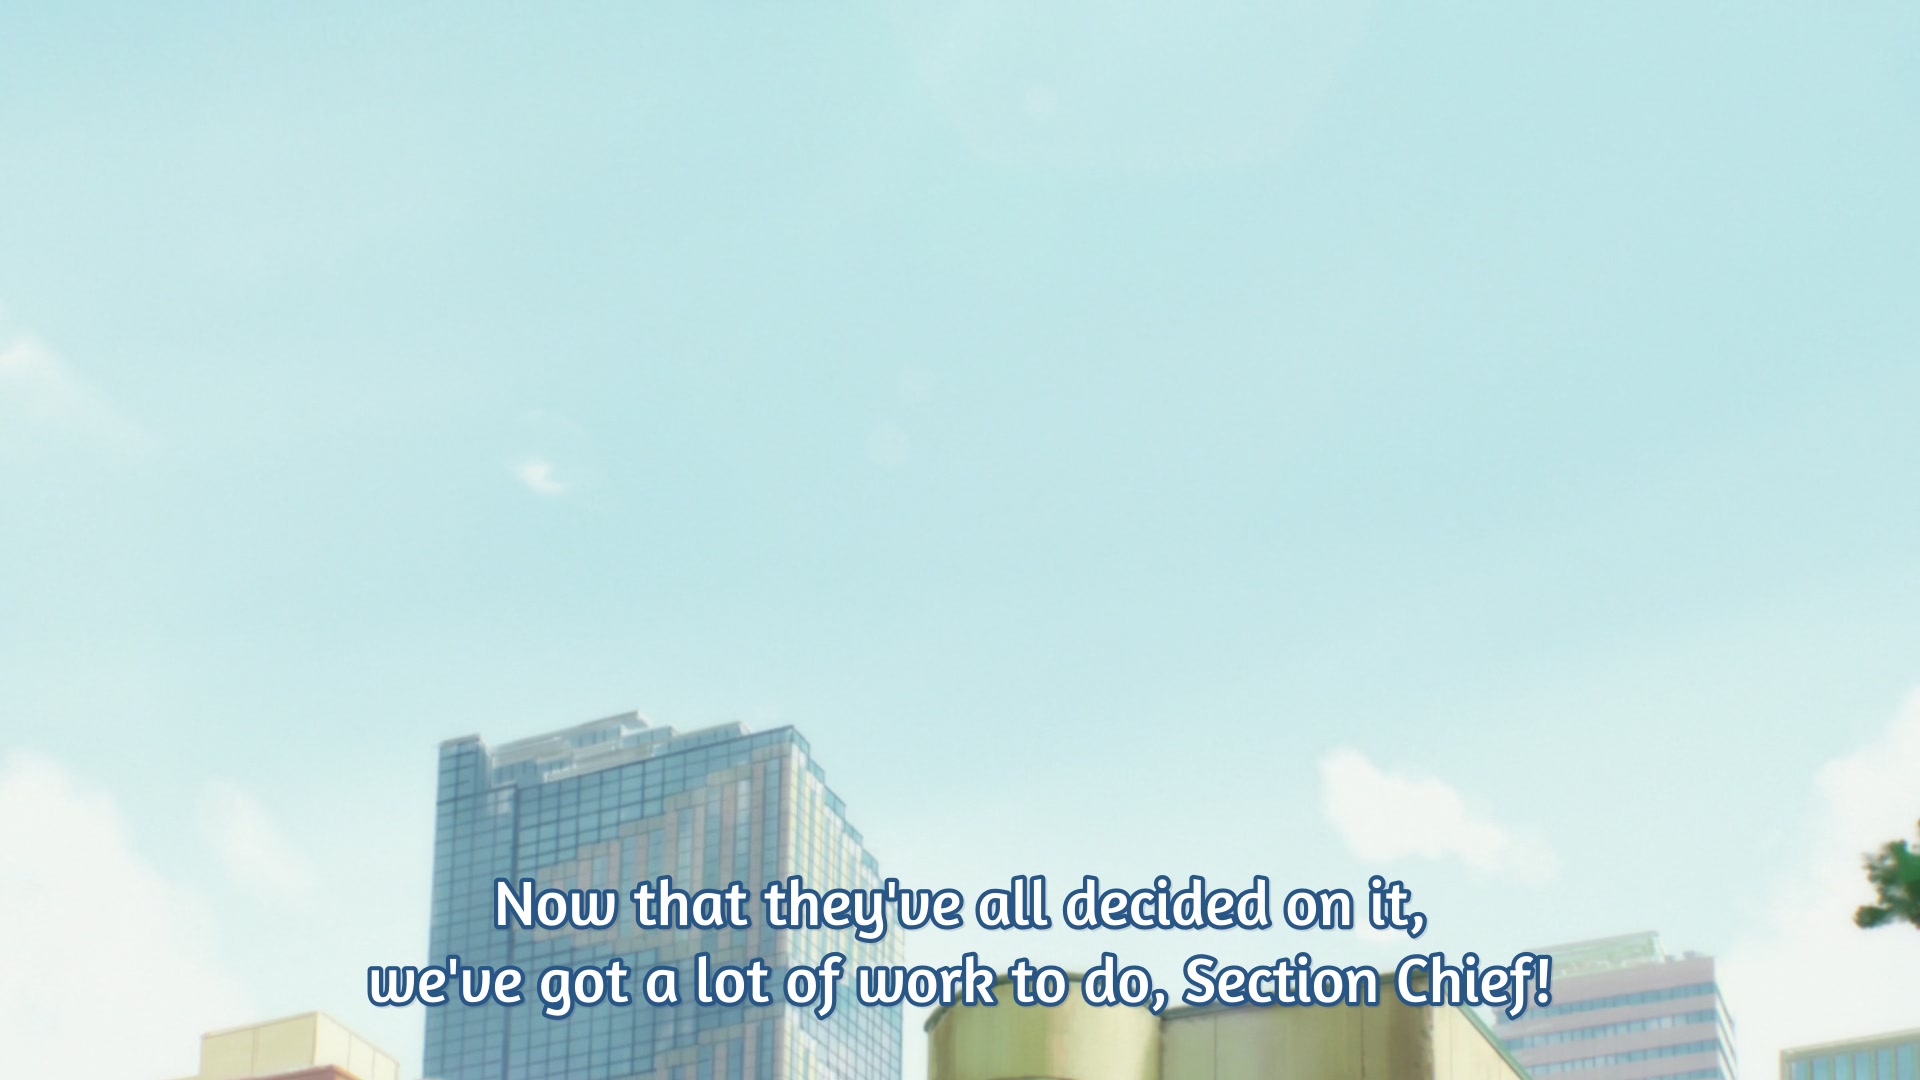 Now that they've all decided on it,
we've got a lot of work to do, Section Chief!